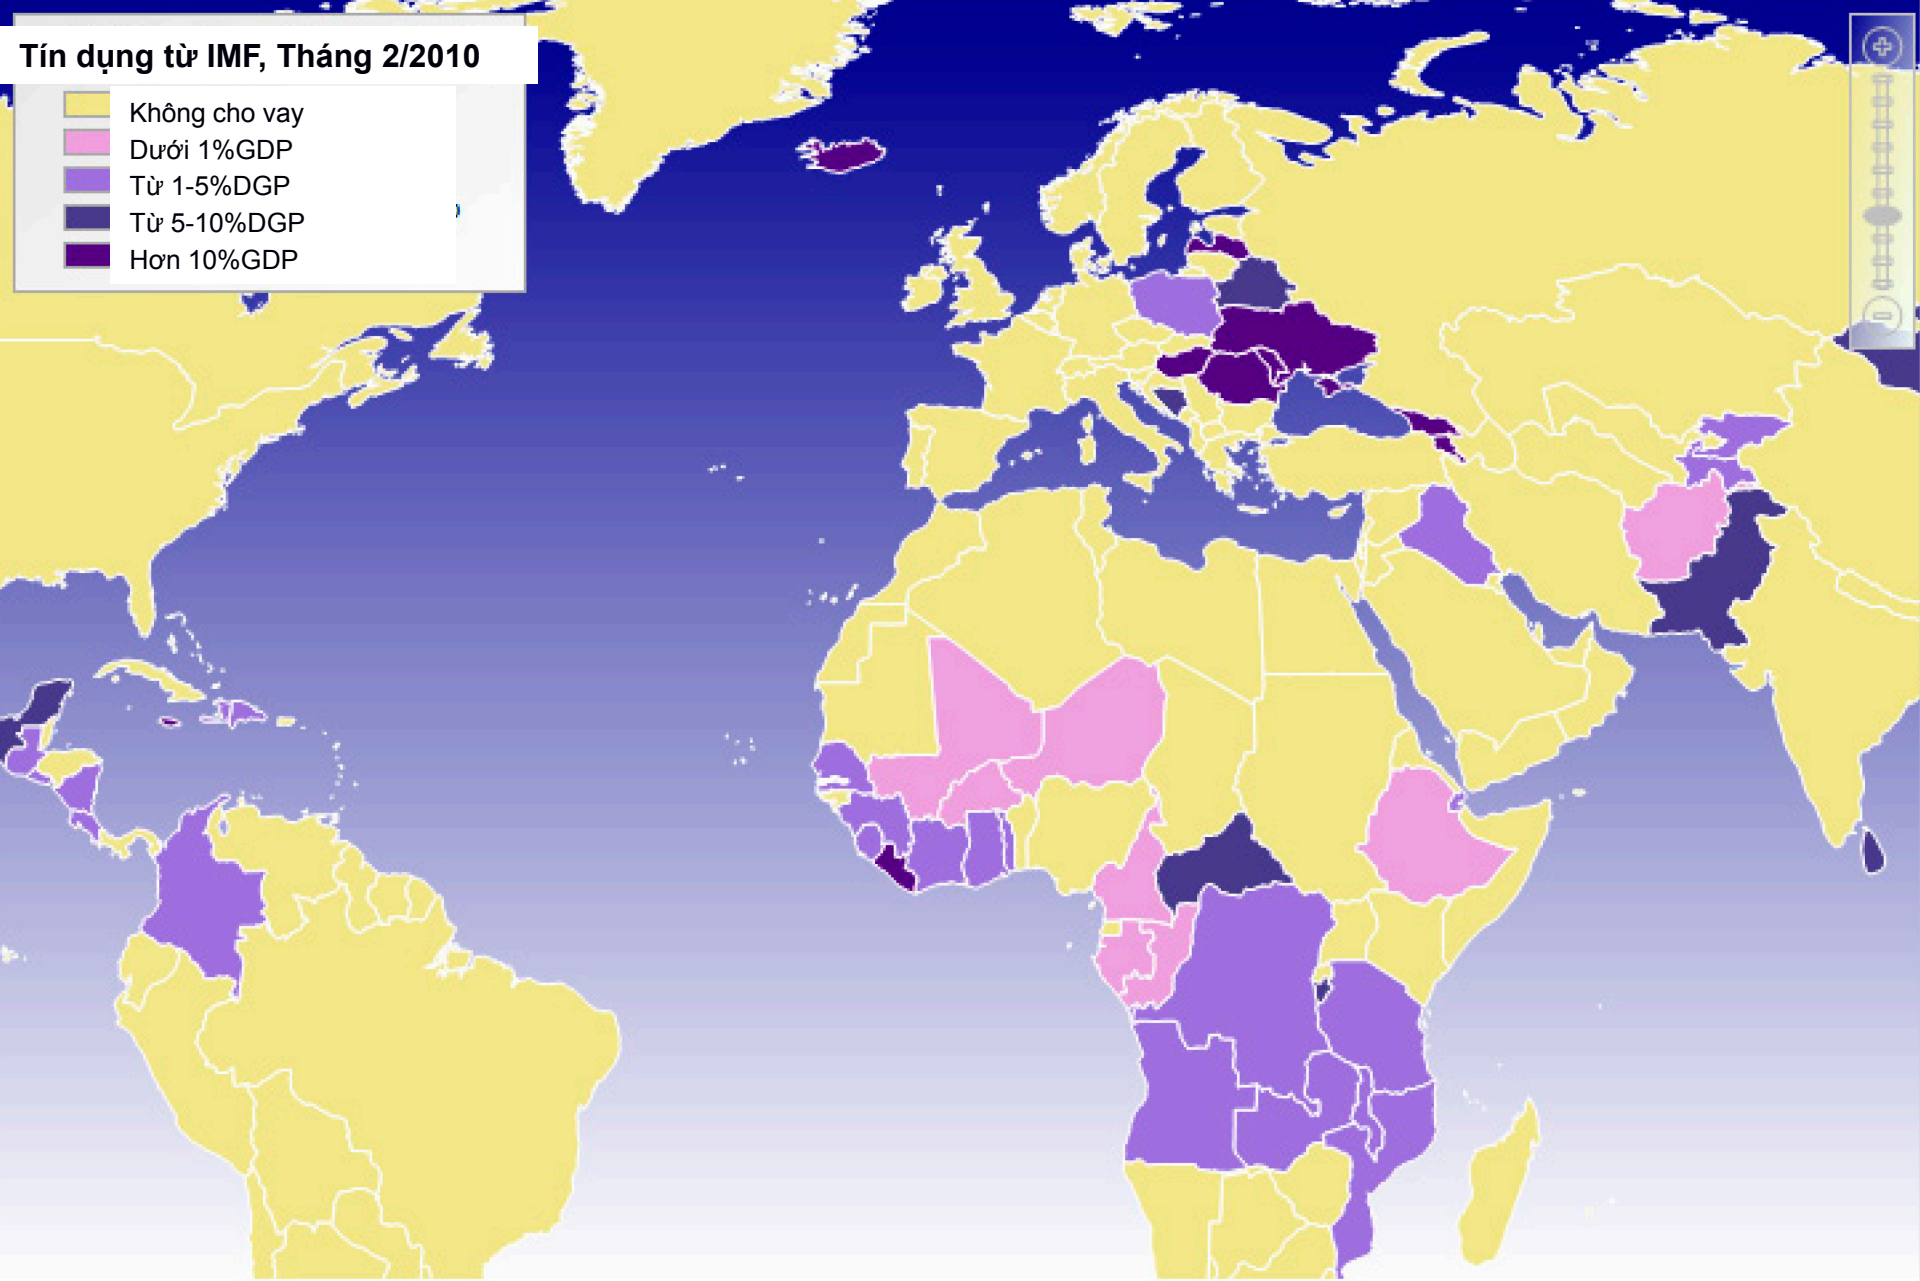 Tín dụng từ IMF, Tháng 2/2010
Không cho vay
Dưới 1%GDP
Từ 1-5%DGP
Từ 5-10%DGP
Hơn 10%GDP